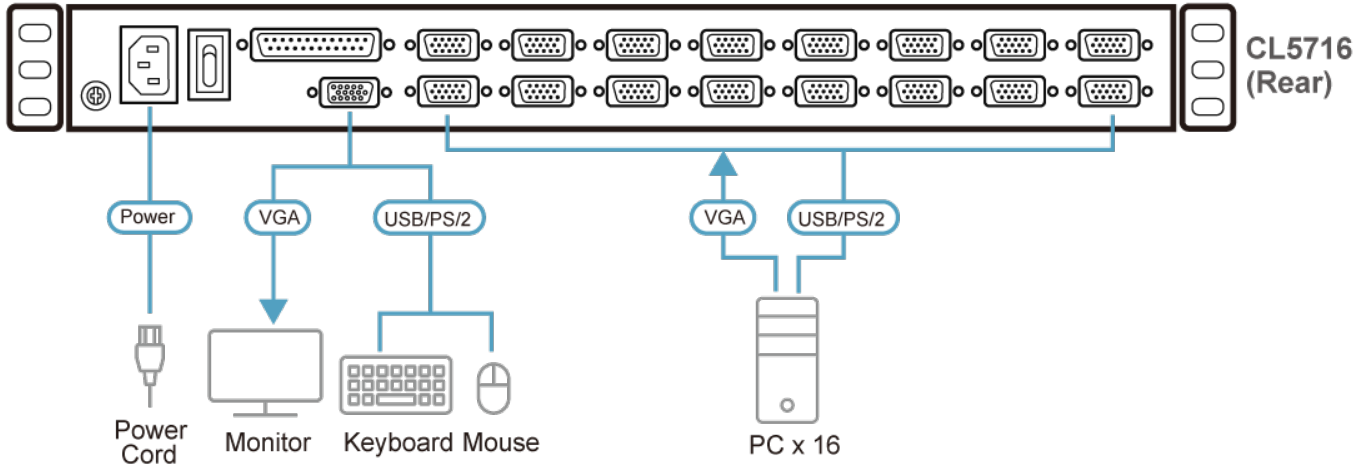 CL5716
(Rear)
Power
VGA
USB/PS/2
VGA
USB/PS/2
Power
Cord
Monitor
Keyboard
Mouse
PC x 16